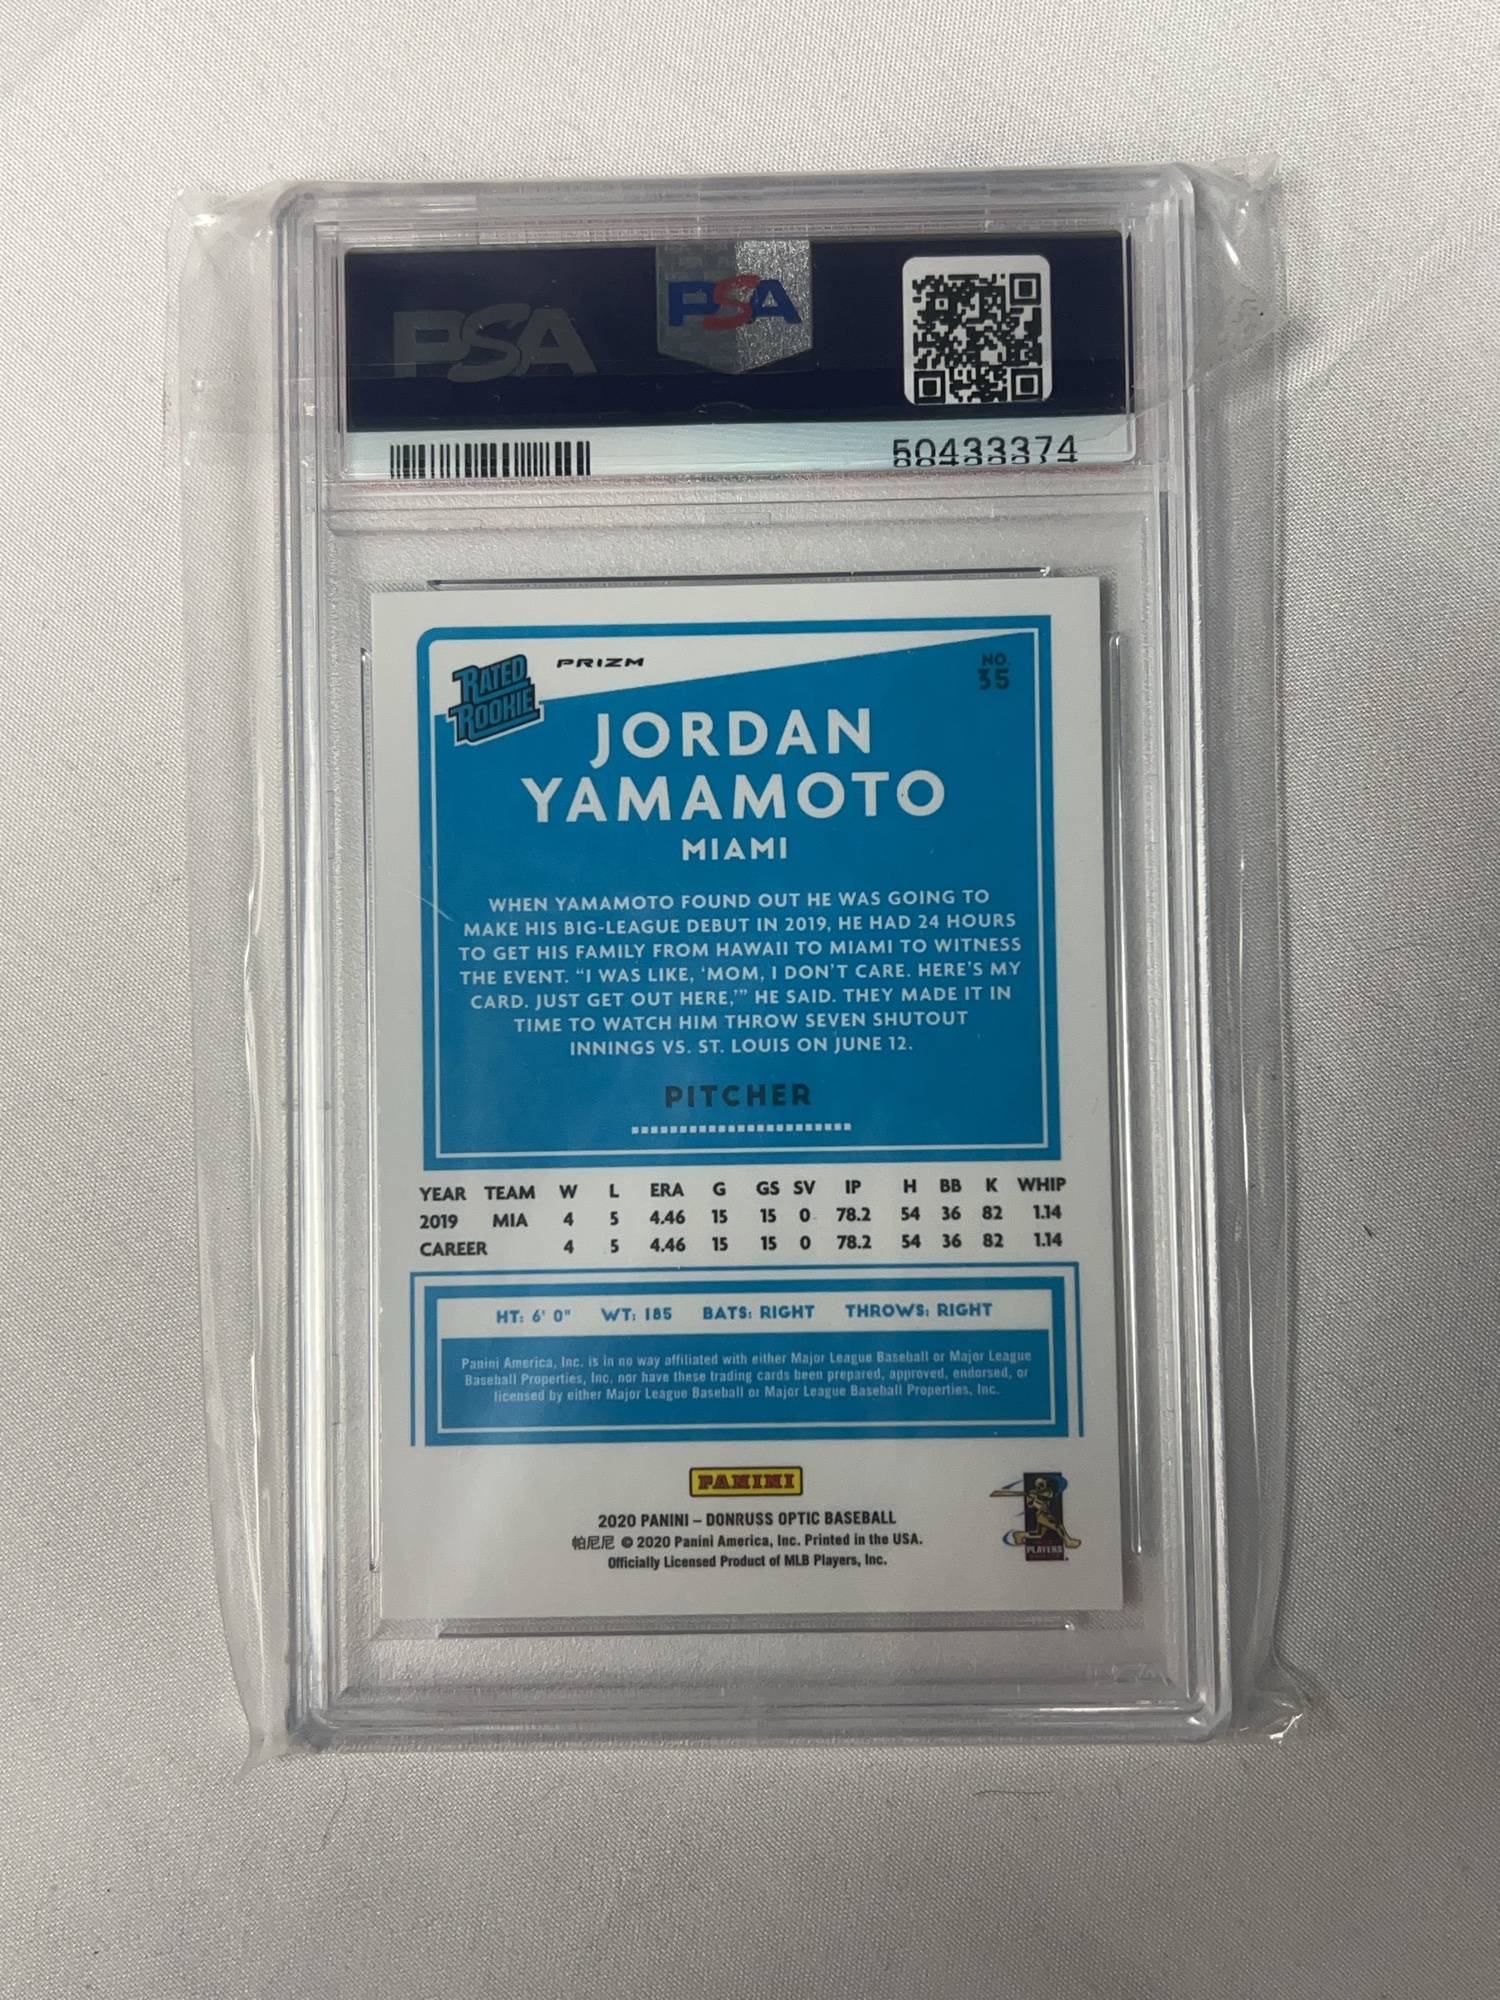 PSA
PSA
50433374
RATED
ROOKIE
PRIZM
NO.
35
JORDAN
YAMAMOTO
MIAMI
WHEN YAMAMOTO FOUND OUT HE WAS GOING TO
MAKE HIS BIG-LEAGUE DEBUT IN 2019, HE HAD 24 HOURS
TO GET HIS FAMILY FROM HAWAII TO MIAMI TO WITNESS
THE EVENT. “I WAS LIKE, ‘MOM, I DON’T CARE. HERE’S MY
CARD. JUST GET OUT HERE,’” HE SAID. THEY MADE IT IN
TIME TO WATCH HIM THROW SEVEN SHUTOUT
INNINGS VS. ST. LOUIS ON JUNE 12.
PITCHER
YEAR TEAM W L ERA G GS SV IP H BB K WHIP
2019 MIA 4 5 4.46 15 15 0 78.2 54 36 82 1.14
CAREER 4 5 4.46 15 15 0 78.2 54 36 82 1.14
HT: 6' 0" WT: 185 BATS: RIGHT THROWS: RIGHT
Panini America, Inc. is in no way affiliated with either Major League Baseball or Major League
Baseball Properties, Inc. nor have these trading cards been prepared, approved, endorsed, or
licensed by either Major League Baseball or Major League Baseball Properties, Inc.
PANINI
2020 PANINI – DONRUSS OPTIC BASEBALL
帕尼尼 © 2020 Panini America, Inc. Printed in the USA.
Officially Licensed Product of MLB Players, Inc.
PLAYERS